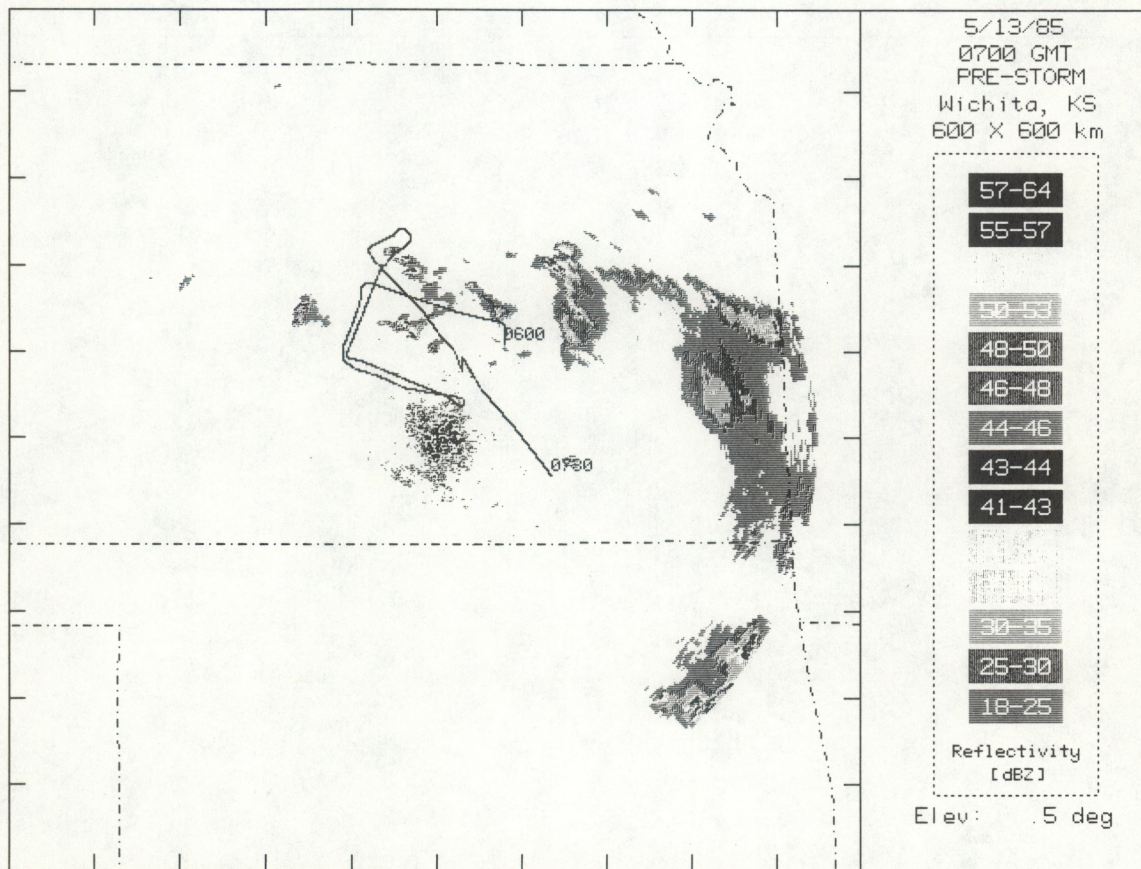 5/13/85
0700 GMT
PRE-STORM
Wichita, KS
600 X 600 km
57-64
55-57
50-53
48-50
46-48
44-46
43-44
41-43
30-35
25-30
18-25
Reflectivity
[dBZ]
Elev: .5 deg
0600
0730